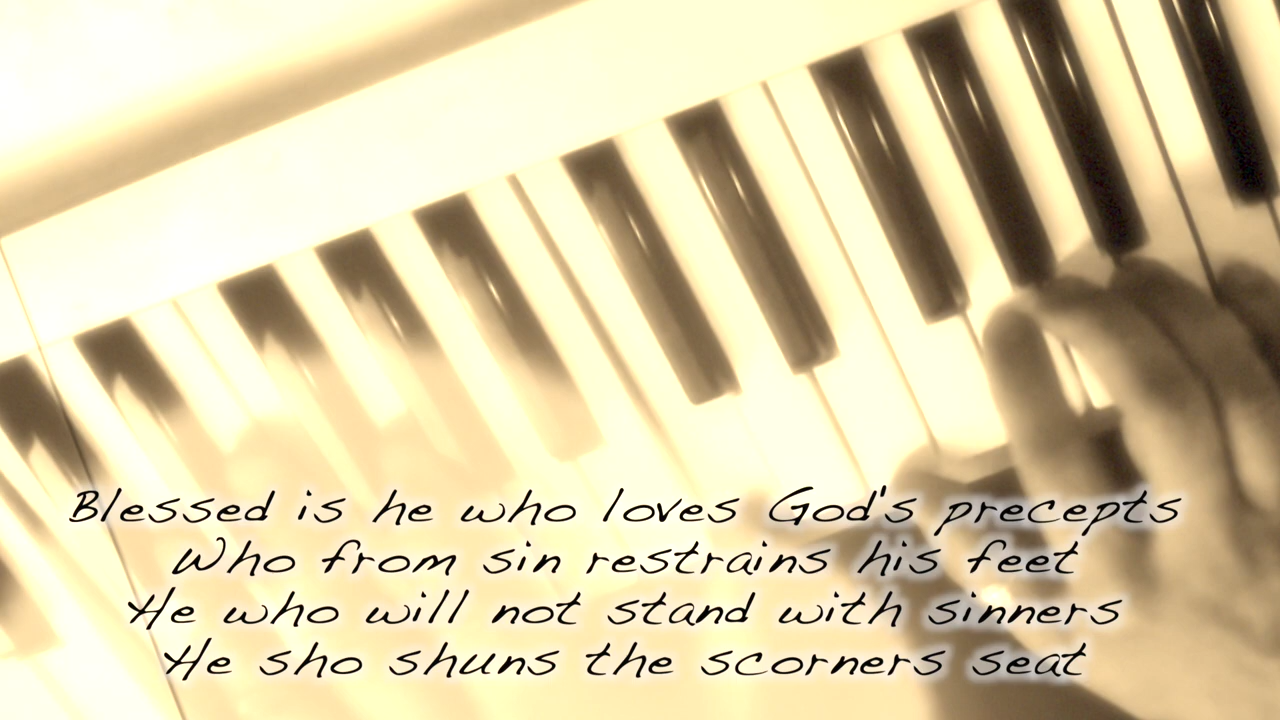 Blessed is he who loves God's precepts
Who from sin restrains his feet
He who will not stand with sinners
He sho shuns the scorners seat